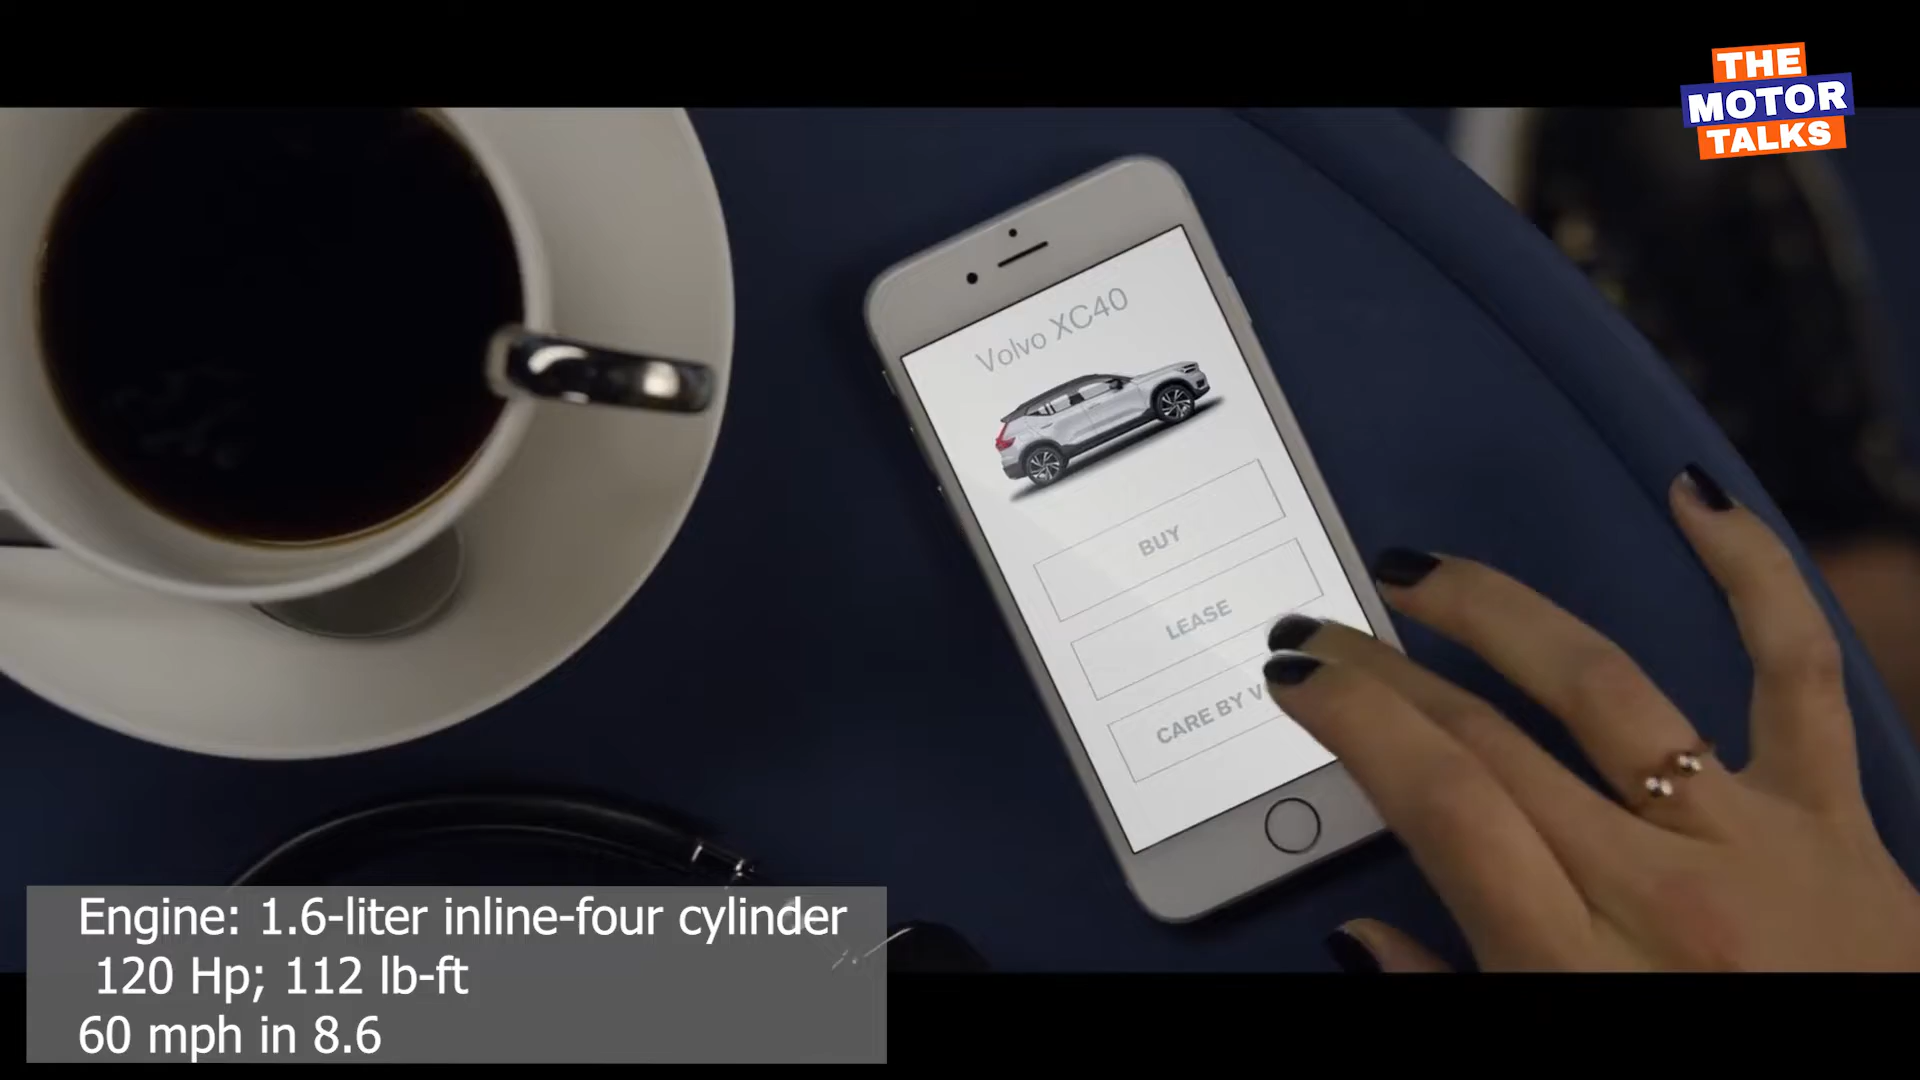 THE
MOTOR
TALKS
Volvo XC40
BUY
LEASE
CARE BY V
Engine: 1.6-liter inline-four cylinder
120 Hp; 112 lb-ft
60 mph in 8.6